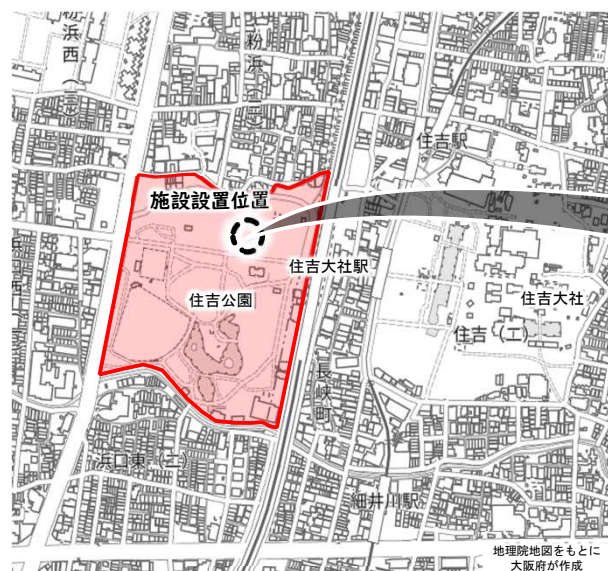 粉浜西
粉浜
住吉駅
施設設置位置
住吉大社駅
住吉公園
住吉大社
住吉（二）
長峡町
浜口東（二）
細井川駅
地理院地図をもとに
大阪府が作成